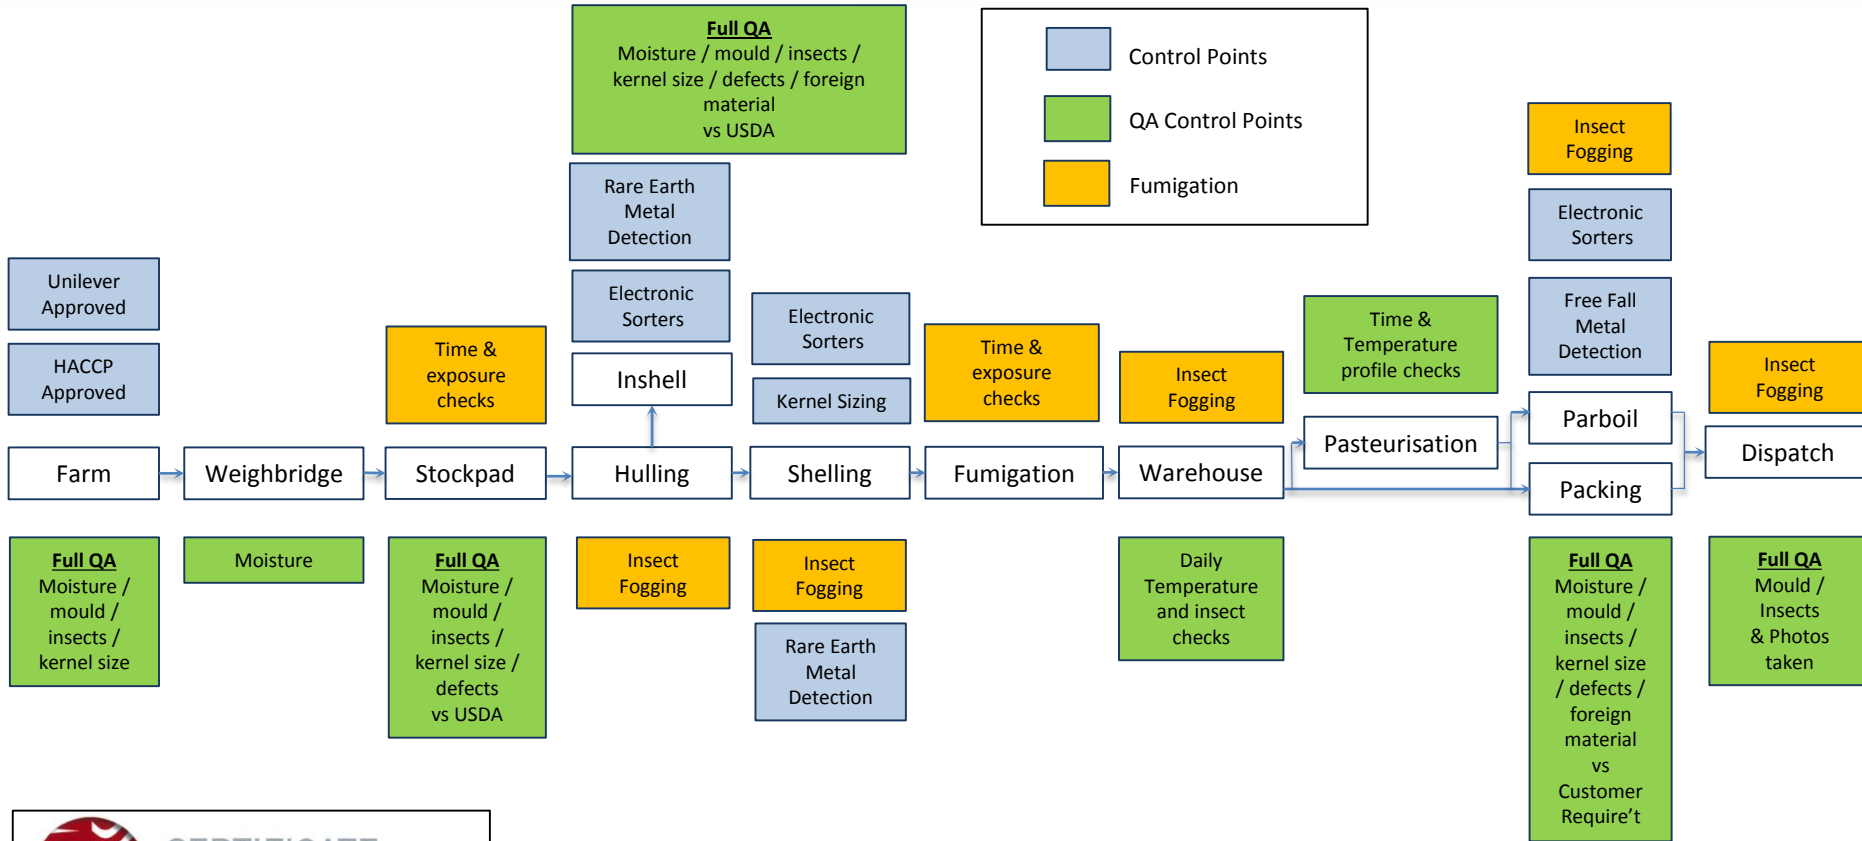 Full QA
Moisture / mould / insects /
kernel size / defects / foreign
material
vs USDA
Control Points
QA Control Points
Fumigation
Insect
Fogging
Rare Earth
Metal
Detection
Electronic
Sorters
Unilever
Approved
Electronic
Sorters
Free Fall
Metal
Detection
Electronic
Sorters
Time &
Temperature
profile checks
Time &
exposure
checks
Time &
exposure
checks
HACCP
Approved
Inshell
Kernel Sizing
Insect
Fogging
Insect
Fogging
Parboil
Pasteurisation
Farm
Weighbridge
Stockpad
Hulling
Shelling
Fumigation
Warehouse
Packing
Dispatch
Full QA
Moisture /
mould /
insects /
kernel size
Moisture
Full QA
Moisture /
mould /
insects /
kernel size /
defects
vs USDA
Insect
Fogging
Insect
Fogging
Rare Earth
Metal
Detection
Daily
Temperature
and insect
checks
Full QA
Moisture /
mould /
insects /
kernel size
/ defects /
foreign
material
vs
Customer
Require't
Full QA
Mould /
Insects
& Photos
taken